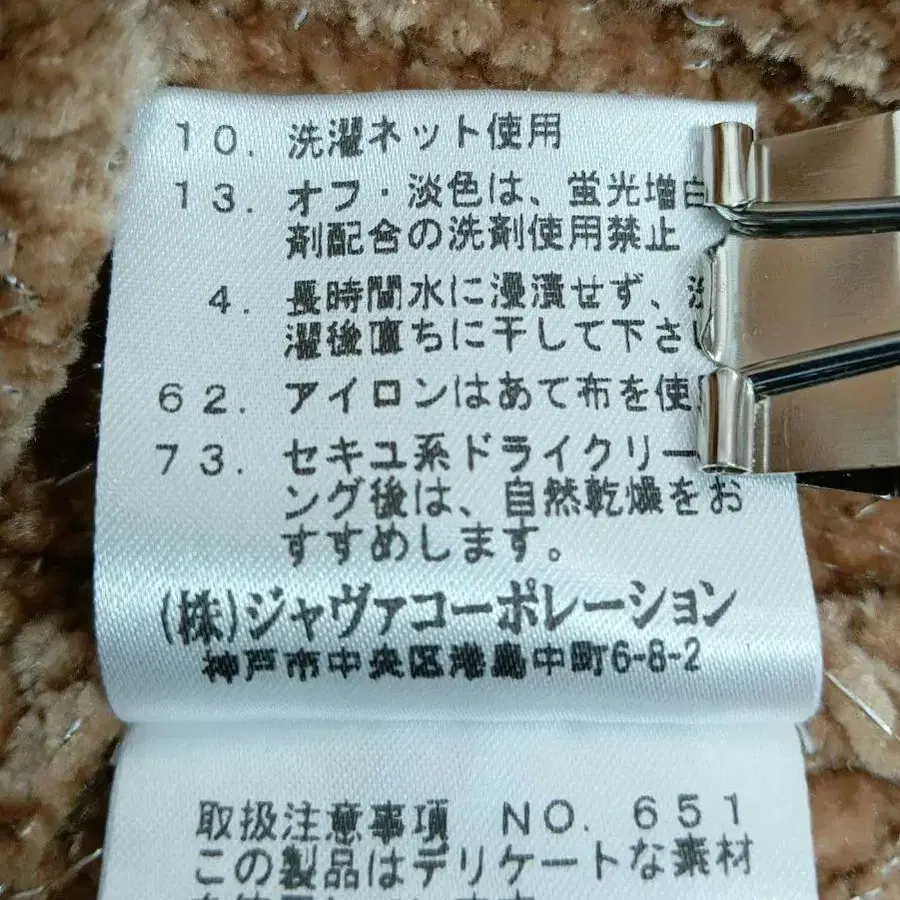 10. 洗濯ネット使用
13. オフ・淡色は、蛍光増白
剤配合の洗剤使用禁止
4. 長時間水に浸漬せず、洗
濯後直ちに干して下さい
62. アイロンはあて布を使
73. セキユ系ドライクリー
ング後は、自然乾燥をお
すすめします。
(株)ジャヴァコーポレーション
神戸市中央区港島中町6-8-2
取扱注意事項 NO. 651
この製品はデリケートな素材